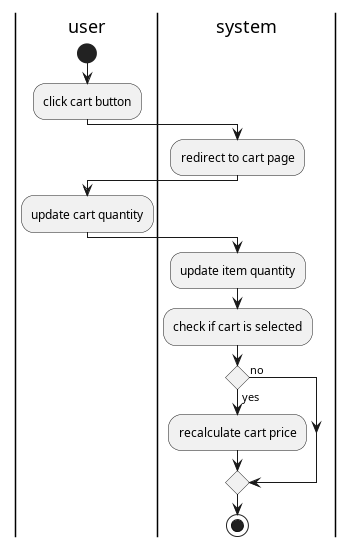 user
system
click cart button
redirect to cart page
update cart quantity
update item quantity
check if cart is selected
no
yes
recalculate cart price